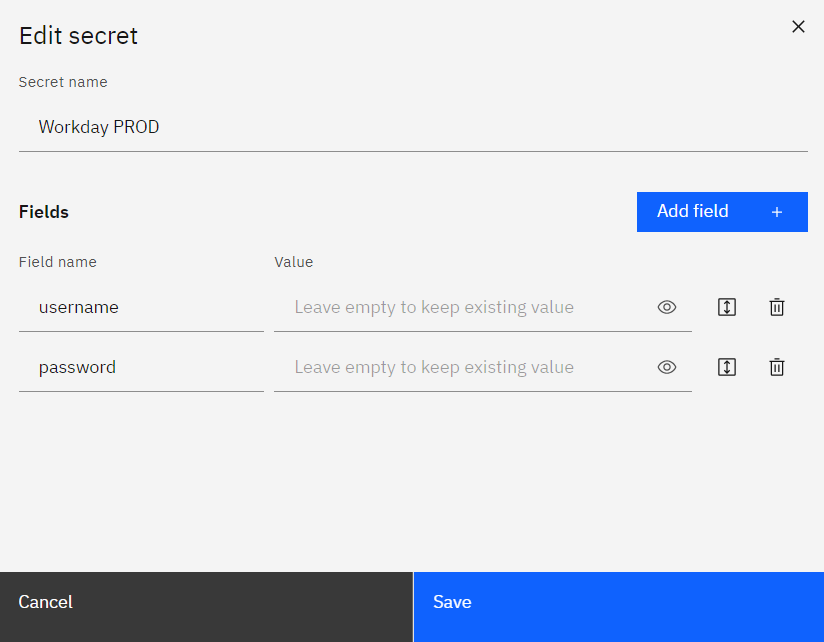 Edit secret
Secret name
Workday PROD
Fields
Add field +
Field name Value
username Leave empty to keep existing value
password Leave empty to keep existing value
Cancel Save